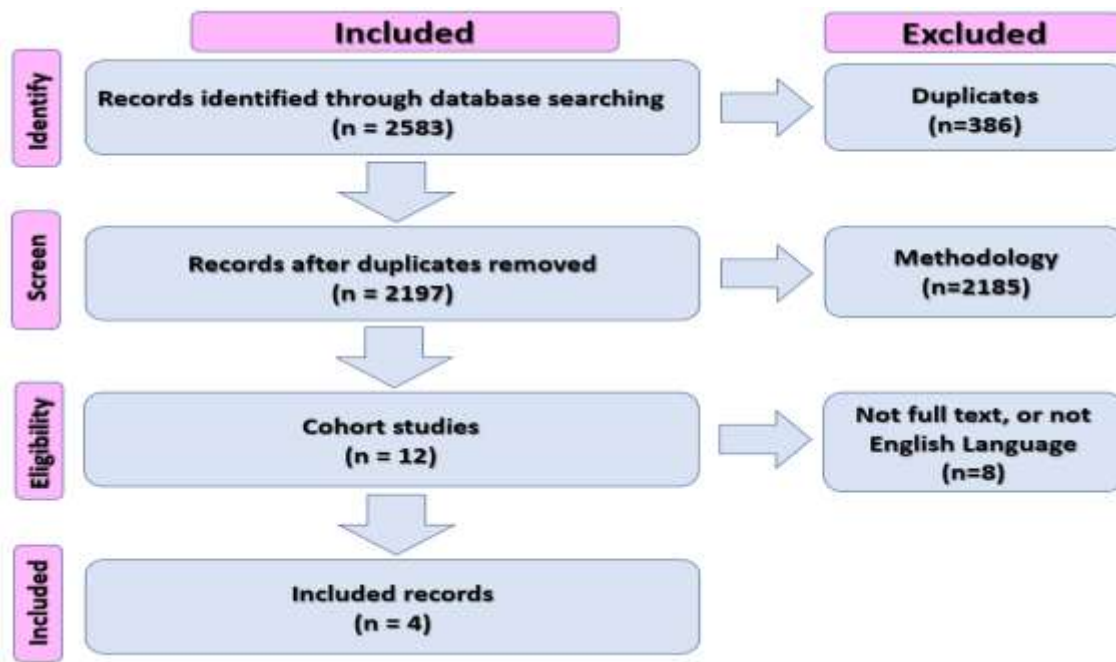 Included
Excluded
Identify
Records identified through database searching
(n = 2583)
Duplicates
(n=386)
Screen
Records after duplicates removed
(n = 2197)
Methodology
(n=2185)
Eligibility
Cohort studies
(n = 12)
Not full text, or not
English Language
(n=8)
Included
Included records
(n = 4)